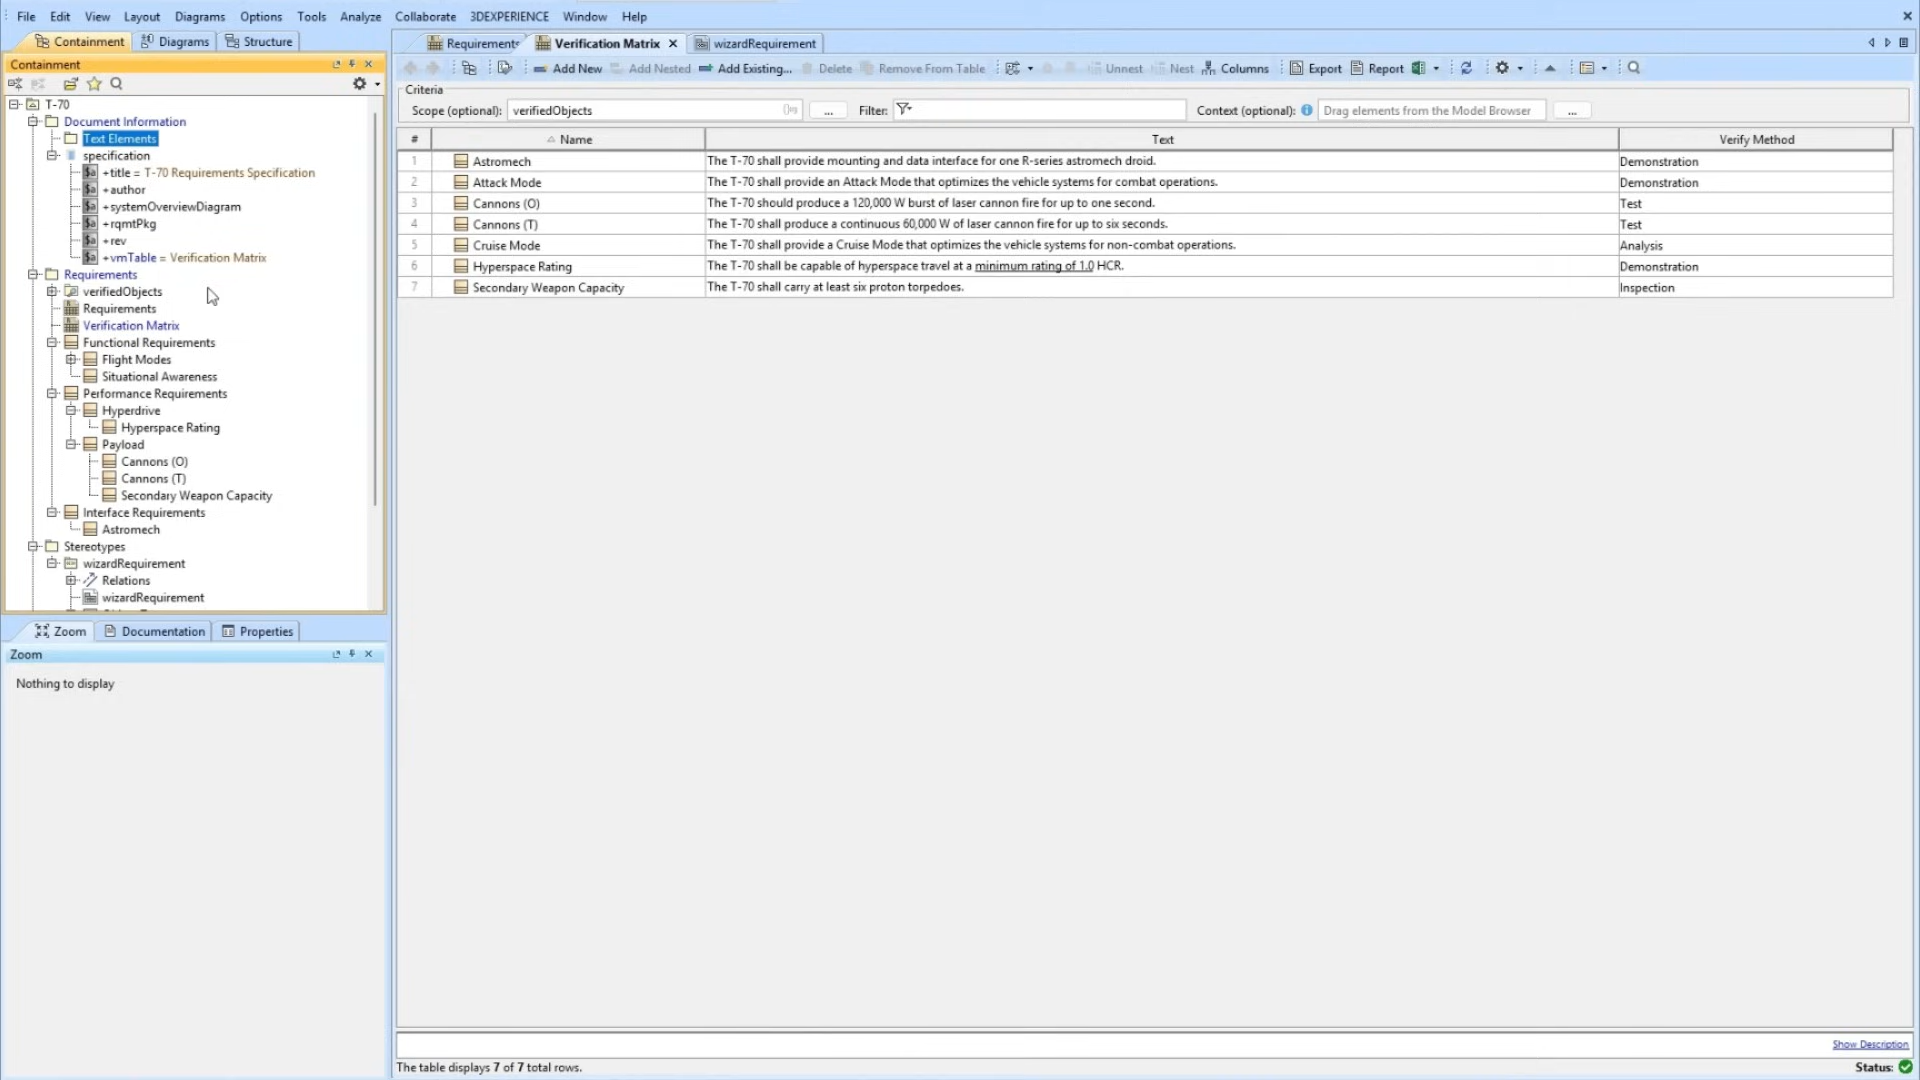 File Edit View Layout Diagrams Options Tools Analyze Collaborate 3DEXPERIENCE Window Help
Containment Diagrams Structure
Requirements Verification Matrix wizardRequirement
Containment
Add New Add Nested Add Existing... Delete Remove From Table Unnest Nest Columns Export Report
Criteria
Scope (optional): verifiedObjects ... Filter: Context (optional): Drag elements from the Model Browser ...
# Name Text Verify Method
1 Astromech The T-70 shall provide mounting and data interface for one R-series astromech droid. Demonstration
2 Attack Mode The T-70 shall provide an Attack Mode that optimizes the vehicle systems for combat operations. Demonstration
3 Cannons (O) The T-70 should produce a 120,000 W burst of laser cannon fire for up to one second. Test
4 Cannons (T) The T-70 shall produce a continuous 60,000 W of laser cannon fire for up to six seconds. Test
5 Cruise Mode The T-70 shall provide a Cruise Mode that optimizes the vehicle systems for non-combat operations. Analysis
6 Hyperspace Rating The T-70 shall be capable of hyperspace travel at a minimum rating of 1.0 HCR. Demonstration
7 Secondary Weapon Capacity The T-70 shall carry at least six proton torpedoes. Inspection
T-70
Document Information
Text Elements
specification
+title = T-70 Requirements Specification
+author
+systemOverviewDiagram
+rqmtPkg
+rev
+vmTable = Verification Matrix
Requirements
verifiedObjects
Requirements
Verification Matrix
Functional Requirements
Flight Modes
Situational Awareness
Performance Requirements
Hyperdrive
Hyperspace Rating
Payload
Cannons (O)
Cannons (T)
Secondary Weapon Capacity
Interface Requirements
Astromech
Stereotypes
wizardRequirement
Relations
wizardRequirement
Zoom Documentation Properties
Zoom
Nothing to display
Show Description
The table displays 7 of 7 total rows.
Status: